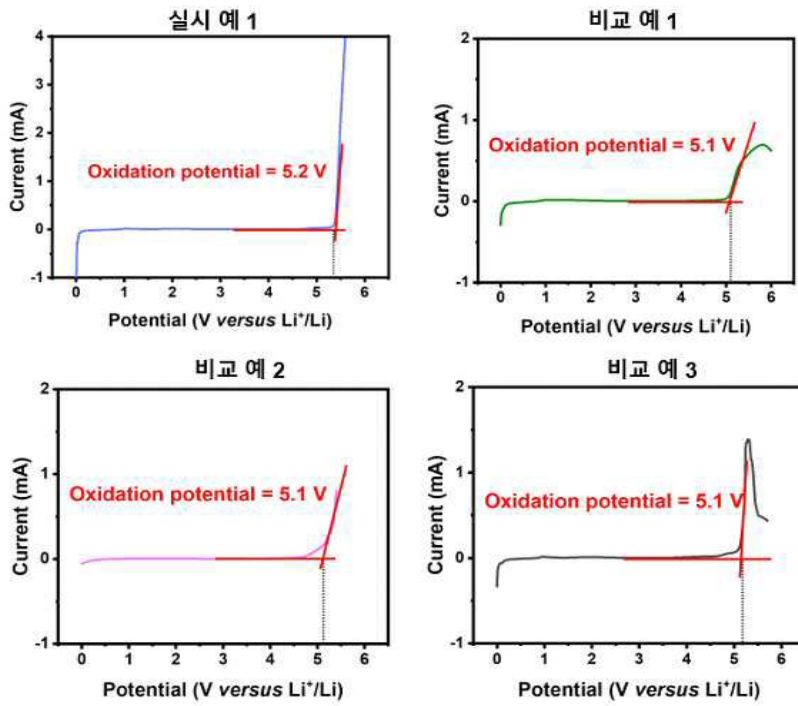 실시 예 1
4
3
2
1
0
-1
Current (mA)
Oxidation potential = 5.2 V
0 1 2 3 4 5 6
Potential (V versus Li⁺/Li)
비교 예 1
2
1
0
-1
Current (mA)
Oxidation potential = 5.1 V
0 1 2 3 4 5 6
Potential (V versus Li⁺/Li)
비교 예 2
2
1
0
-1
Current (mA)
Oxidation potential = 5.1 V
0 1 2 3 4 5 6
Potential (V versus Li⁺/Li)
비교 예 3
2
1
0
-1
Current (mA)
Oxidation potential = 5.1 V
0 1 2 3 4 5 6
Potential (V versus Li⁺/Li)